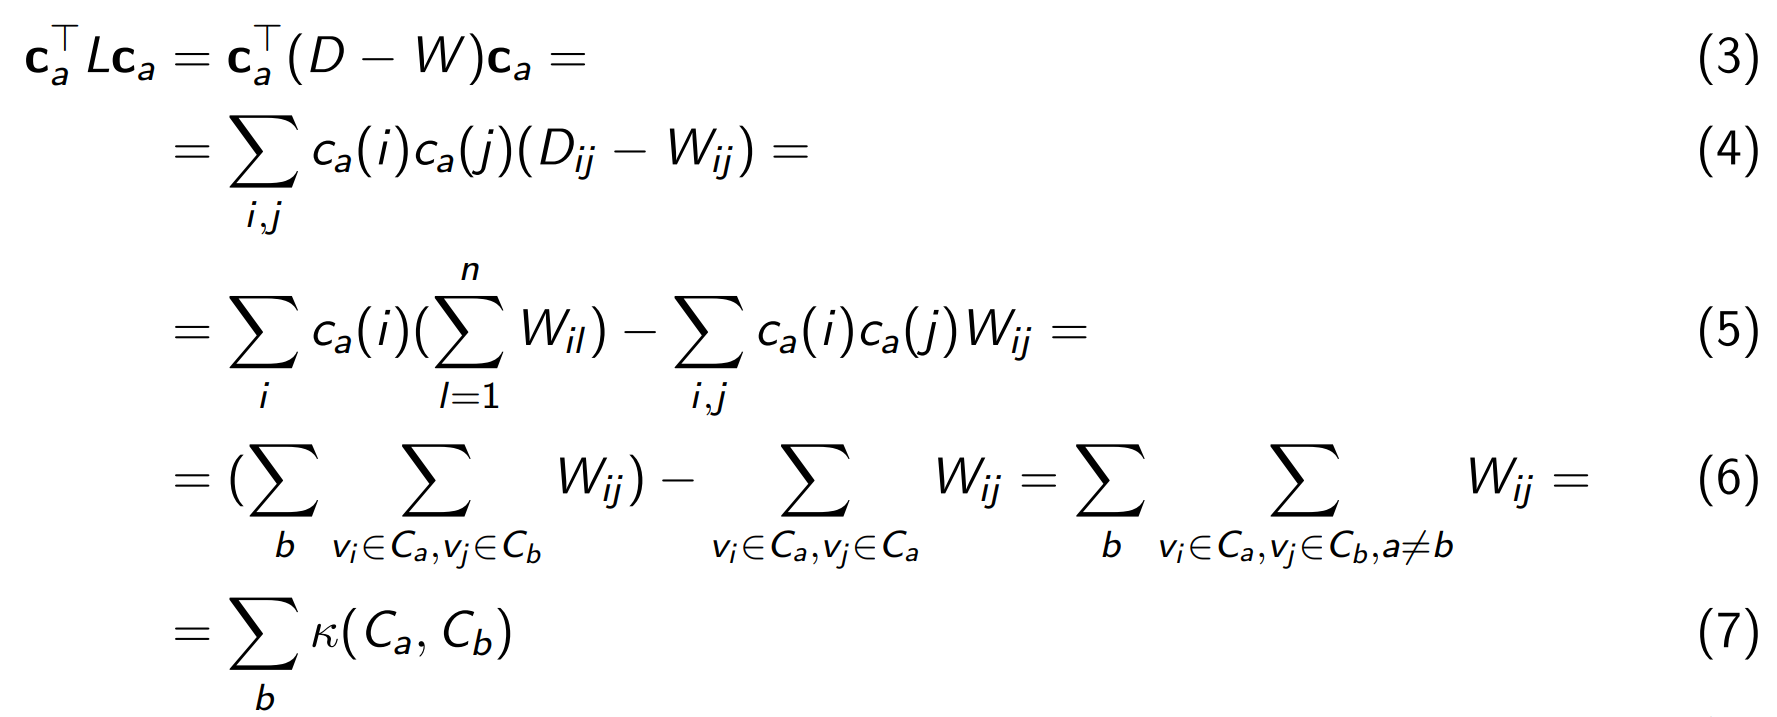 $\mathbf{c}_a^\top L\mathbf{c}_a = \mathbf{c}_a^\top (D - W)\mathbf{c}_a =$ (3)
$= \sum_{i,j} c_a(i)c_a(j)(D_{ij} - W_{ij}) =$ (4)
$= \sum_{i} c_a(i)(\sum_{l=1}^{n} W_{il}) - \sum_{i,j} c_a(i)c_a(j)W_{ij} =$ (5)
$= (\sum_{b} \sum_{v_i \in C_a, v_j \in C_b} W_{ij}) - \sum_{v_i \in C_a, v_j \in C_a} W_{ij} = \sum_{b} \sum_{v_i \in C_a, v_j \in C_b, a \neq b} W_{ij} =$ (6)
$= \sum_{b} \kappa(C_a, C_b)$ (7)